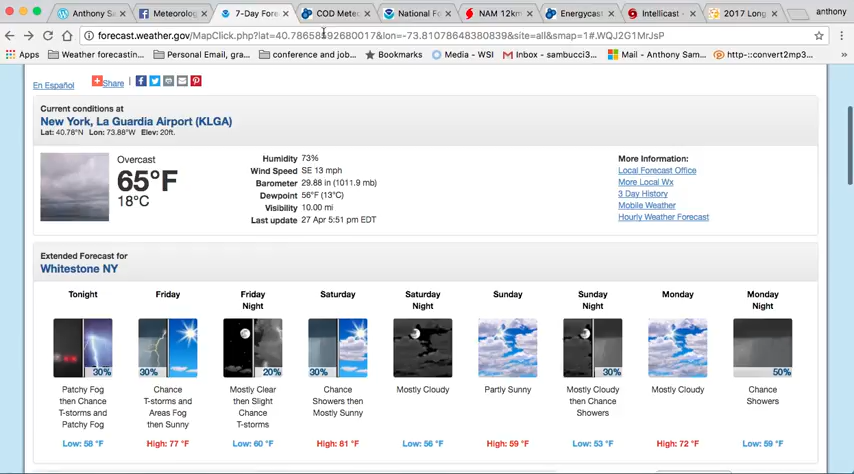 Anthony Sa
Meteorolog
7-Day Fore
COD Meteo
National Fo
NAM 12km
Energycast
Intellicast -
2017 Long
anthony
forecast.weather.gov/MapClick.php?
site=all&smap=1#.WQJ2G1MrJsP
Apps
Weather forecasting...
Personal Email, gra...
conference and job...
Bookmarks
Media - WSI
Inbox - sambucci3...
Mail - Anthony Sam...
http-::convert2mp3...
En Español
Share
Current conditions at
New York, La Guardia Airport (KLGA)
Lat: 40.78°N Lon: 73.88°W Elev: 20ft.
Overcast
65°F
18°C
Humidity 73%
Wind Speed SE 13 mph
Barometer 29.88 in (1011.9 mb)
Dewpoint 56°F (13°C)
Visibility 10.00 mi
Last update 27 Apr 5:51 pm EDT
More Information:
Local Forecast Office
More Local Wx
3 Day History
Mobile Weather
Hourly Weather Forecast
Extended Forecast for
Whitestone NY
Tonight
30%
Patchy Fog
then Chance
T-storms and
Patchy Fog
Low: 58 °F
Friday
30%
Chance
T-storms and
Areas Fog
then Sunny
High: 77 °F
Friday
Night
20%
Mostly Clear
then Slight
Chance
T-storms
Low: 60 °F
Saturday
30%
Chance
Showers then
Mostly Sunny
High: 81 °F
Saturday
Night
Mostly Cloudy
Low: 56 °F
Sunday
Partly Sunny
High: 59 °F
Sunday
Night
30%
Mostly Cloudy
then Chance
Showers
Low: 53 °F
Monday
Mostly Cloudy
High: 72 °F
Monday
Night
50%
Chance
Showers
Low: 59 °F